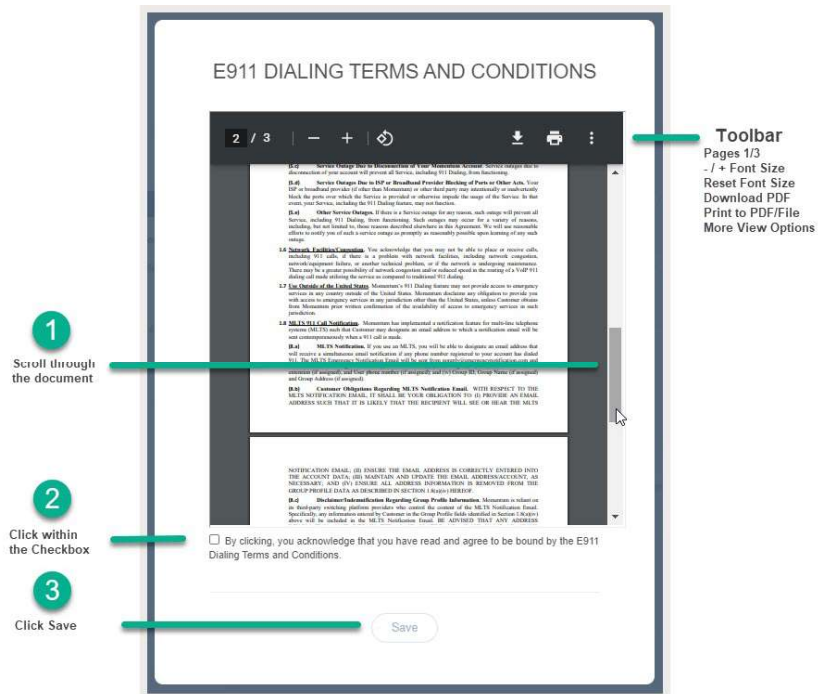 E911 DIALING TERMS AND CONDITIONS
2 / 3
Toolbar
Pages 1/3
- / + Font Size
Reset Font Size
Download PDF
Print to PDF/File
More View Options
[1.c) Service Outage Due to Disconnection of Your Momentum Account. Service outages due to
disconnection of your account will prevent all Service, including 911 Dialing, from functioning.
[1.d) Service Outages Due to ISP or Broadband Provider Blocking of Ports or Other Acts. Your
ISP or broadband provider (if other than Momentum) or other third party may intentionally or inadvertently
block the ports over which the Service is provided or otherwise impede the usage of the Service. In that
event, your Service, including the 911 Dialing feature, may not function.
[1.e) Other Service Outages. If there is a Service outage for any reason, such outage will prevent all
Service, including 911 Dialing, from functioning. Such outages may occur for a variety of reasons,
including, but not limited to, those reasons described elsewhere in this Agreement. We will use reasonable
efforts to notify you of such a service outage as promptly as reasonably possible upon learning of any such
outage.
1.6 Network Facilities/Congestion. You acknowledge that you may not be able to place or receive calls,
including 911 calls, if there is a problem with network facilities, including network congestion,
network/equipment failure, or another technical problem, or if the network is undergoing maintenance.
There may be a greater possibility of network congestion and/or reduced speed in the routing of a VoIP 911
dialing call made utilizing the service as compared to traditional 911 dialing.
1.7 Use Outside of the United States. Momentum's 911 Dialing feature may not provide access to emergency
services in any country outside of the United States. Momentum disclaims any obligation to provide you
with access to emergency services in any jurisdiction other than the United States, unless Customer obtains
from Momentum prior written confirmation of the availability of access to emergency services in such
jurisdiction.
1.8 MLTS 911 Call Notification. Momentum has implemented a notification feature for multi-line telephone
systems (MLTS) such that Customer may designate an email address to which a notification email will be
sent contemporaneously when a 911 call is made.
[8.a) MLTS Notification. If you use an MLTS, you will be able to designate an email address that
will receive a simultaneous email notification if any phone number registered to your account has dialed
911. The MLTS Emergency Notification Email will be sent from
extension (if assigned), and User phone number (if assigned); and (iv) Group ID, Group Name (if assigned)
and Group Address (if assigned).
[8.b) Customer Obligations Regarding MLTS Notification Email. WITH RESPECT TO THE
MLTS NOTIFICATION EMAIL, IT SHALL BE YOUR OBLIGATION TO: (I) PROVIDE AN EMAIL
ADDRESS SUCH THAT IT IS LIKELY THAT THE RECIPIENT WILL SEE OR HEAR THE MLTS
NOTIFICATION EMAIL; (II) ENSURE THE EMAIL ADDRESS IS CORRECTLY ENTERED INTO
THE ACCOUNT DATA; (III) MAINTAIN AND UPDATE THE EMAIL ADDRESS/ACCOUNT, AS
NECESSARY; AND (IV) ENSURE ALL ADDRESS INFORMATION IS REMOVED FROM THE
GROUP PROFILE DATA AS DESCRIBED IN SECTION 1.8(a)(iv) HEREOF.
[8.c) Disclaimer/Indemnification Regarding Group Profile Information. Momentum is reliant on
its third-party switching platform providers who control the content of the MLTS Notification Email.
Specifically, any information entered by Customer in the Group Profile fields identified in Section 1.8(a)(iv)
above will be included in the MLTS Notification Email. BE ADVISED THAT ANY ADDRESS
1
Scroll through
the document
2
Click within
the Checkbox
By clicking, you acknowledge that you have read and agree to be bound by the E911
Dialing Terms and Conditions.
3
Click Save
Save